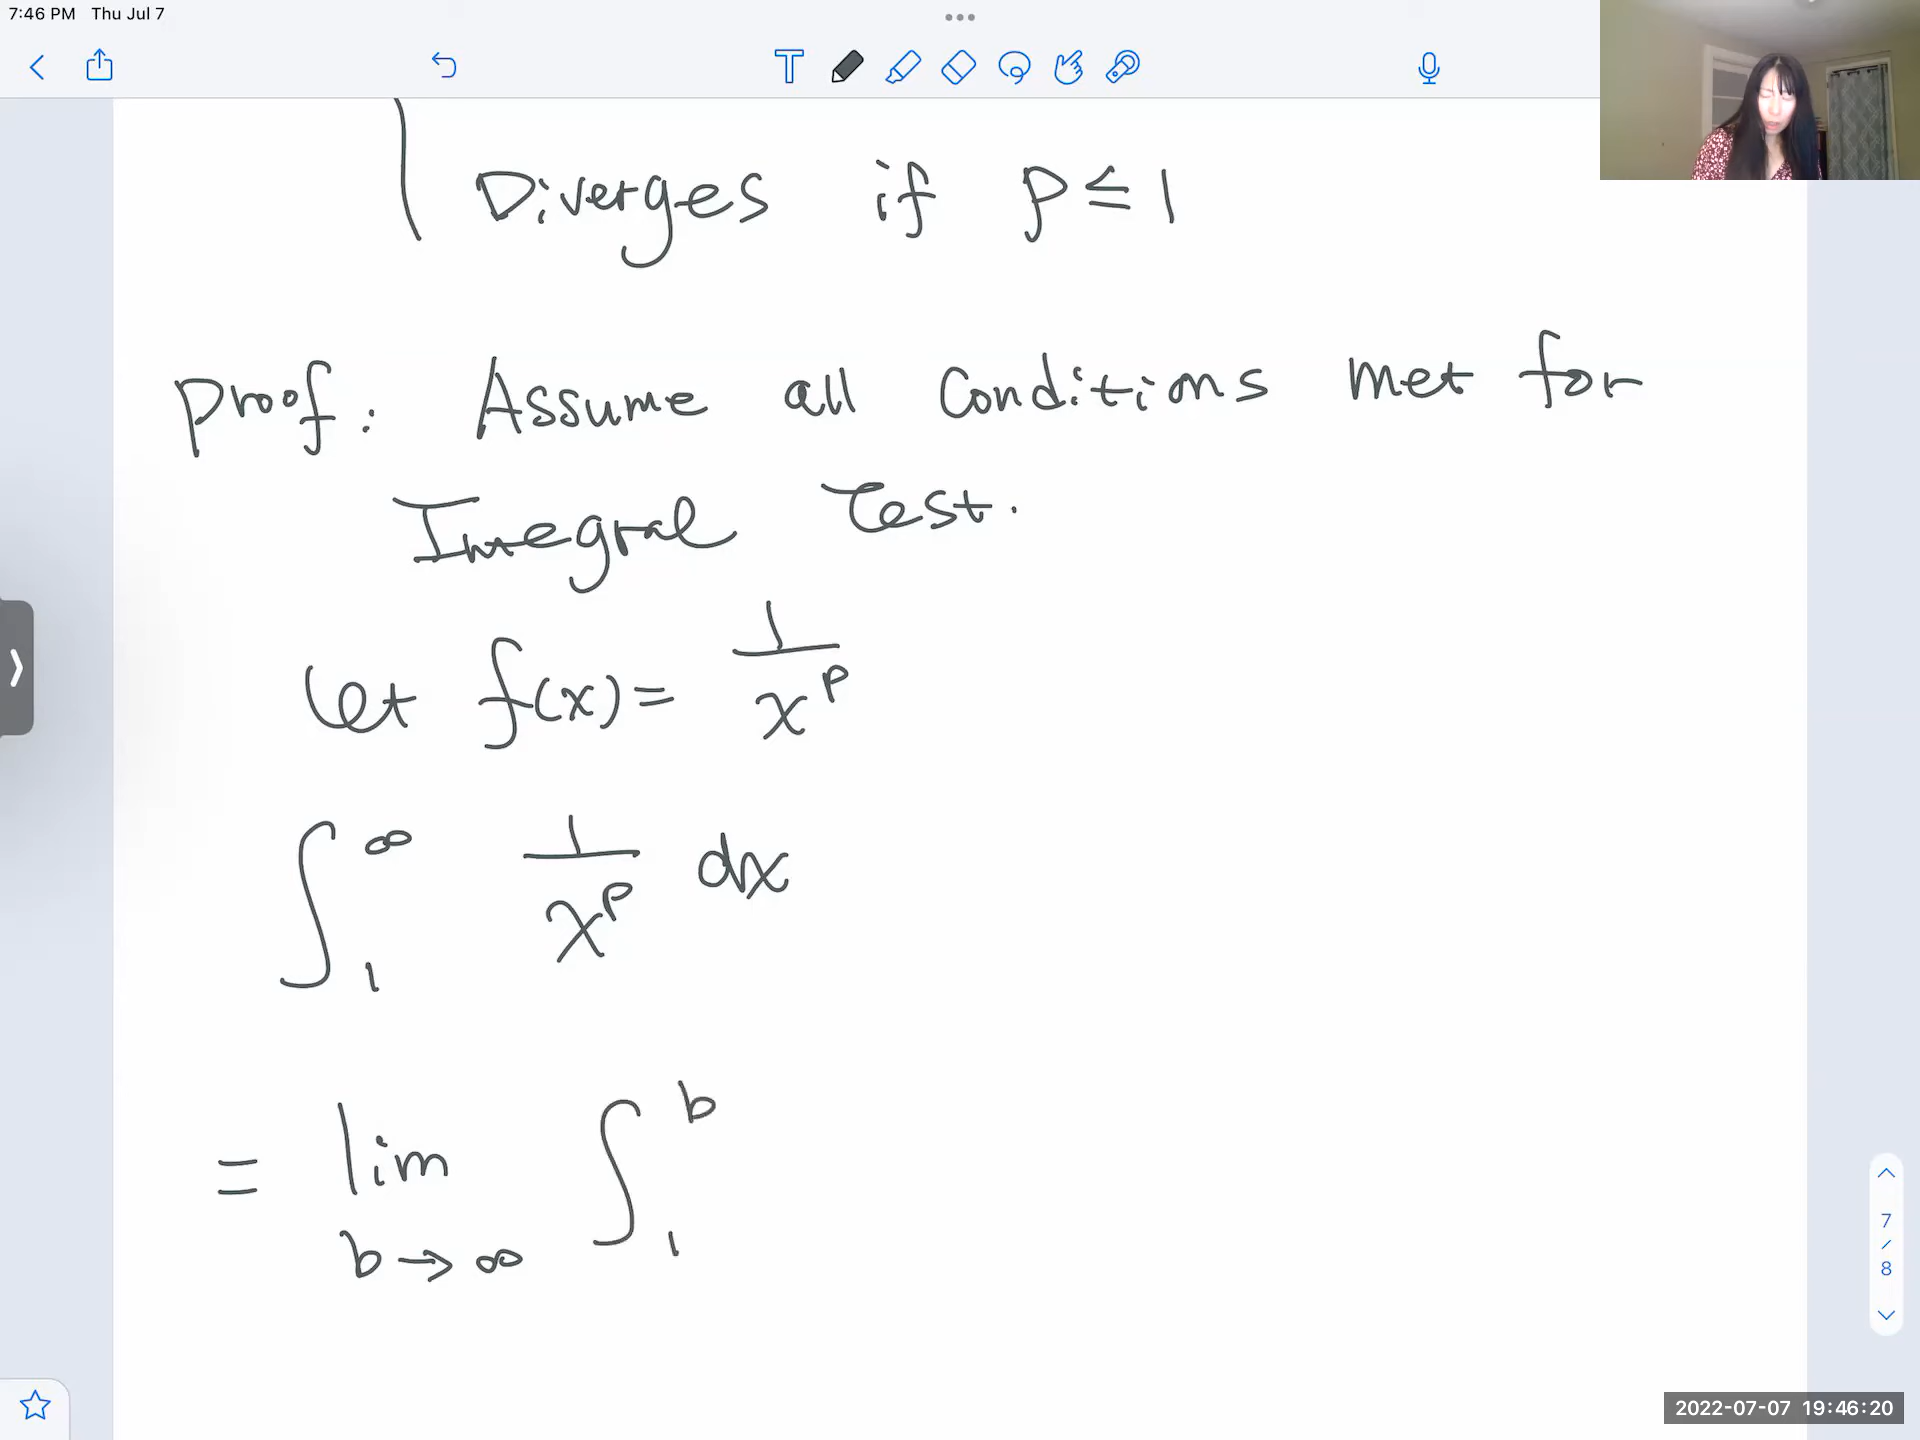 7:46 PM Thu Jul 7
Diverges if p ≤ 1
Proof: Assume all conditions met for
Integral Test.
let f(x) = 1/x^p
∫_1^∞ 1/x^p dx
= lim_{b→∞} ∫_1^b
7
/
8
2022-07-07 19:46:20